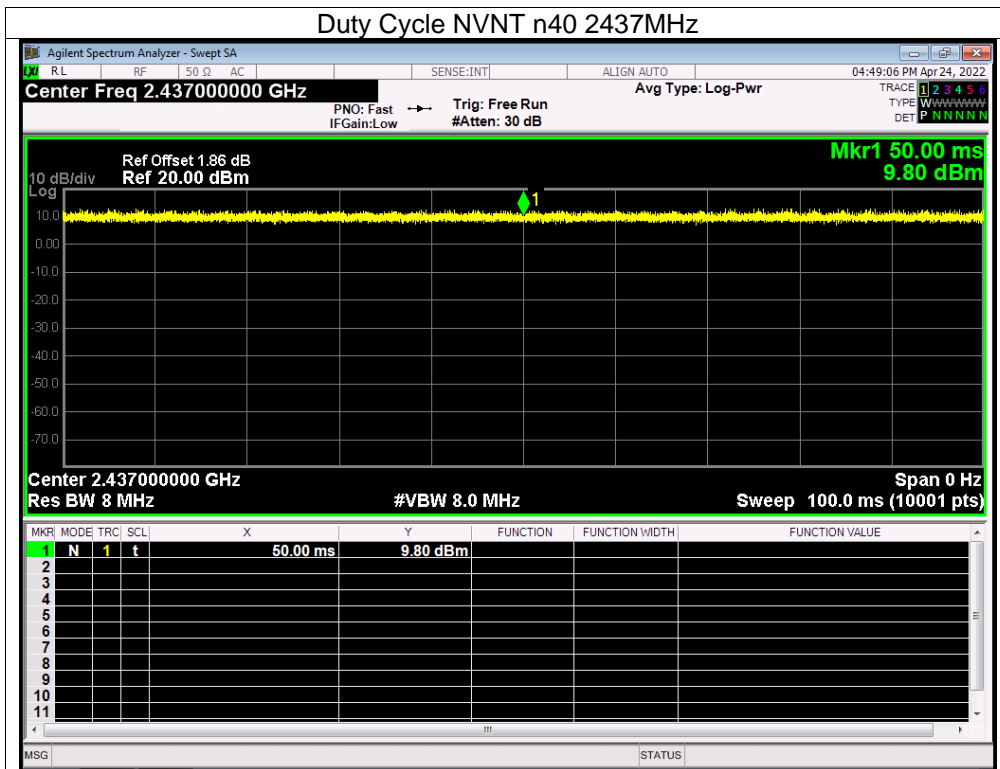 Duty Cycle NVNT n40 2437MHz
Agilent Spectrum Analyzer - Swept SA
LXI RL RF 50 Ω AC SENSE:INT ALIGN AUTO 04:49:06 PM Apr 24, 2022
Center Freq 2.437000000 GHz Avg Type: Log-Pwr TRACE 1 2 3 4 5 6
PNO: Fast Trig: Free Run TYPE WWWWWW
IFGain:Low #Atten: 30 dB DET P N N N N N
Mkr1 50.00 ms
Ref Offset 1.86 dB
10 dB/div Ref 20.00 dBm 9.80 dBm
Log
1
10.0
0.00
-10.0
-20.0
-30.0
-40.0
-50.0
-60.0
-70.0
Center 2.437000000 GHz Span 0 Hz
Res BW 8 MHz #VBW 8.0 MHz Sweep 100.0 ms (10001 pts)
MKR MODE TRC SCL X Y FUNCTION FUNCTION WIDTH FUNCTION VALUE
1 N 1 t 50.00 ms 9.80 dBm
2
3
4
5
6
7
8
9
10
11
MSG STATUS